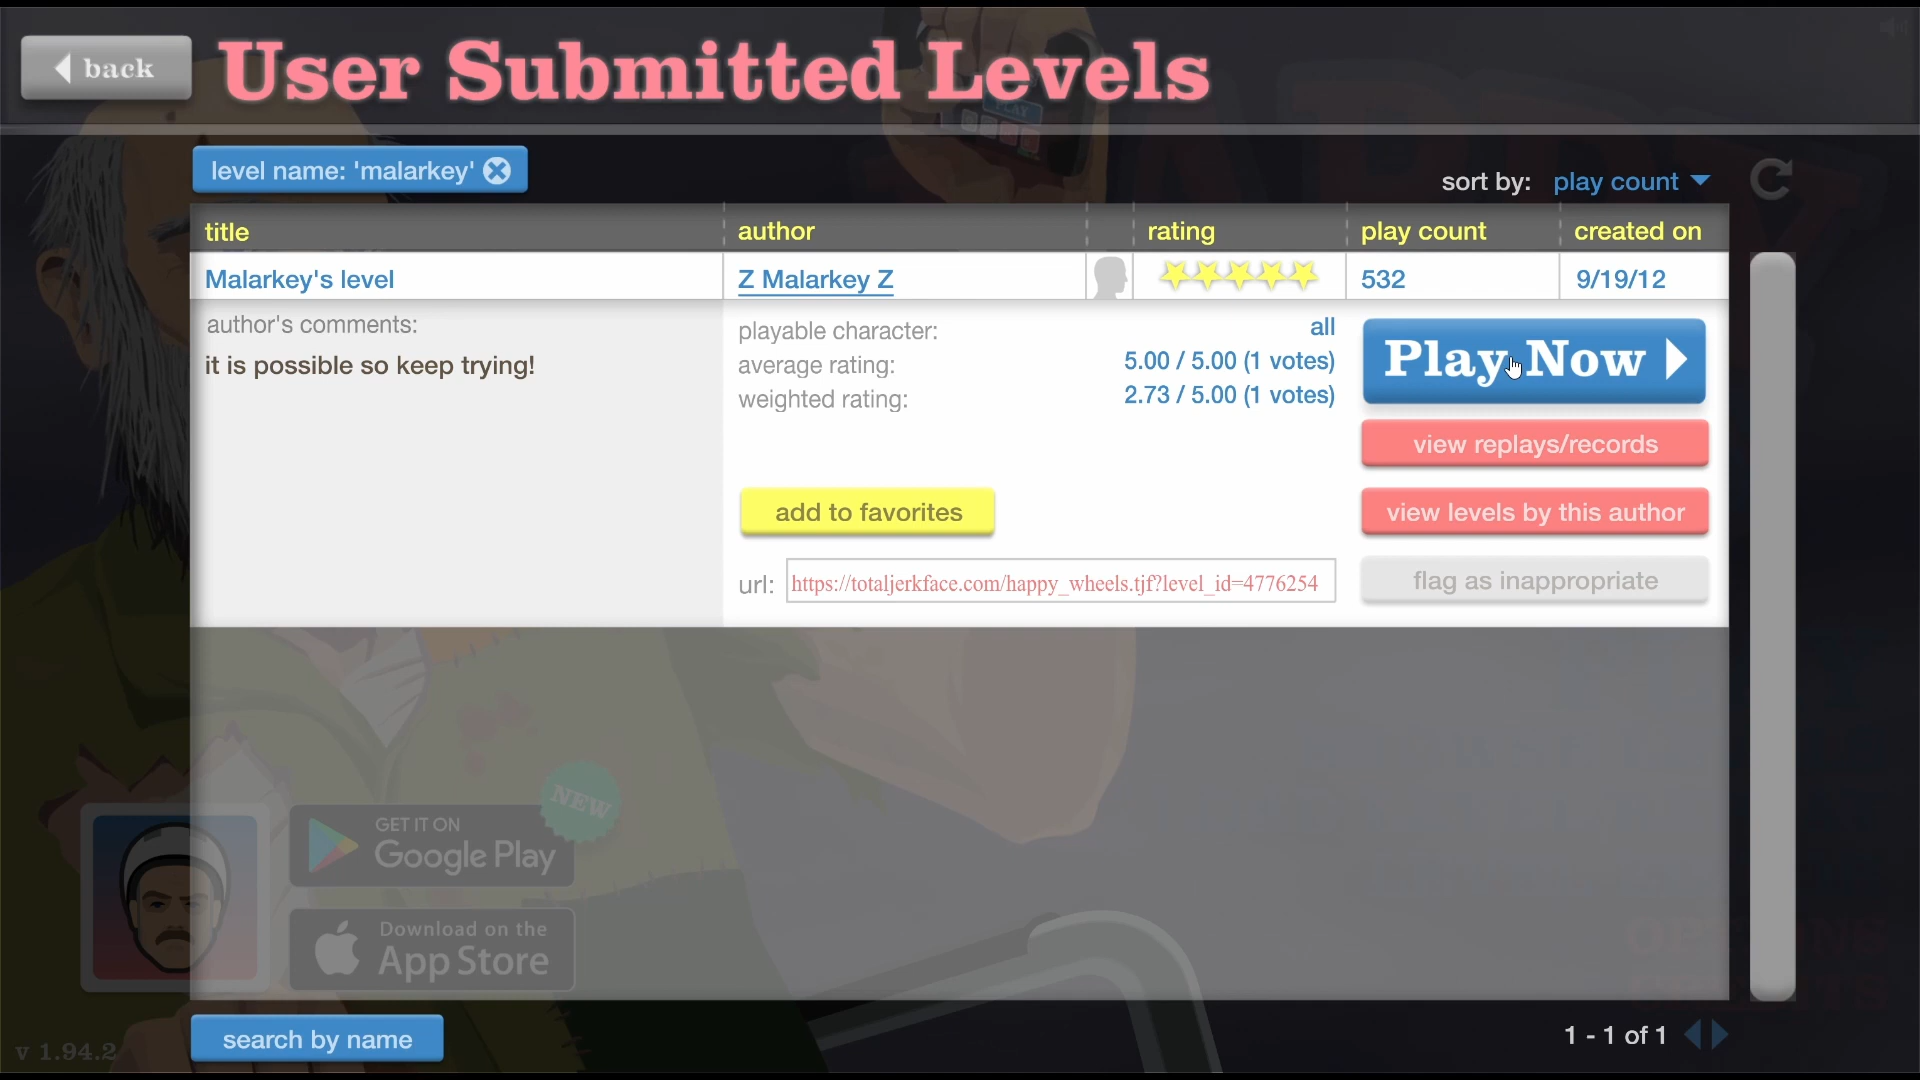 back
User Submitted Levels
level name: 'malarkey'
sort by: play count
title author rating play count created on
Malarkey's level Z Malarkey Z 532 9/19/12
author's comments:
it is possible so keep trying!
playable character: all
average rating: 5.00 / 5.00 (1 votes)
weighted rating: 2.73 / 5.00 (1 votes)
Play Now
view replays/records
add to favorites
view levels by this author
url: https://totaljerkface.com/happy_wheels.tjf?level_id=4776254
flag as inappropriate
NEW
GET IT ON
Google Play
Download on the
App Store
v 1.94.2
search by name
1 - 1 of 1